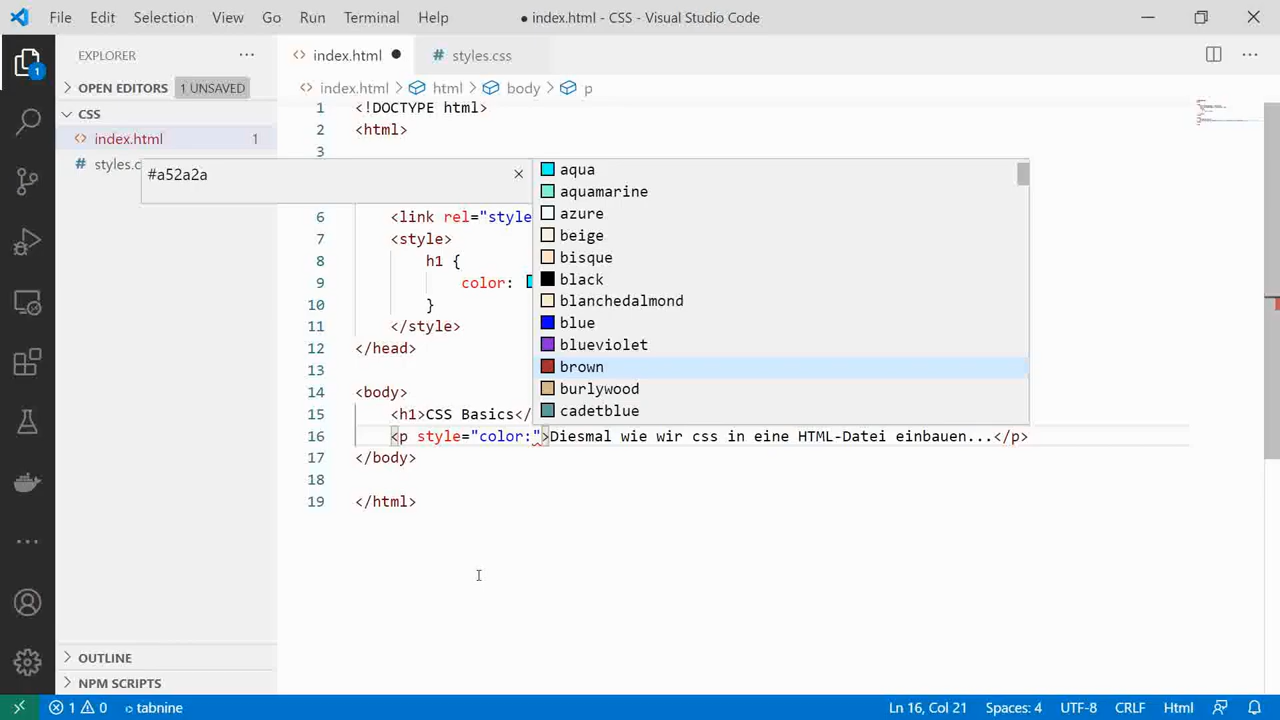 File Edit Selection View Go Run Terminal Help ● index.html - CSS - Visual Studio Code
EXPLORER ···
index.html ●
# styles.css
OPEN EDITORS 1 UNSAVED
index.html > html > body > p
CSS
index.html 1
# styles.c
1 <!DOCTYPE html>
2 <html>
3
#a52a2a ×
aqua
aquamarine
azure
beige
bisque
black
blanchedalmond
blue
blueviolet
brown
burlywood
cadetblue
6 <link rel="style
7 <style>
8 h1 {
9 color:
10 }
11 </style>
12 </head>
13
14 <body>
15 <h1>CSS Basics</
16 <p style="color:">Diesmal wie wir css in eine HTML-Datei einbauen...</p>
17 </body>
18
19 </html>
1
OUTLINE
NPM SCRIPTS
1 0 tabnine Ln 16, Col 21 Spaces: 4 UTF-8 CRLF Html